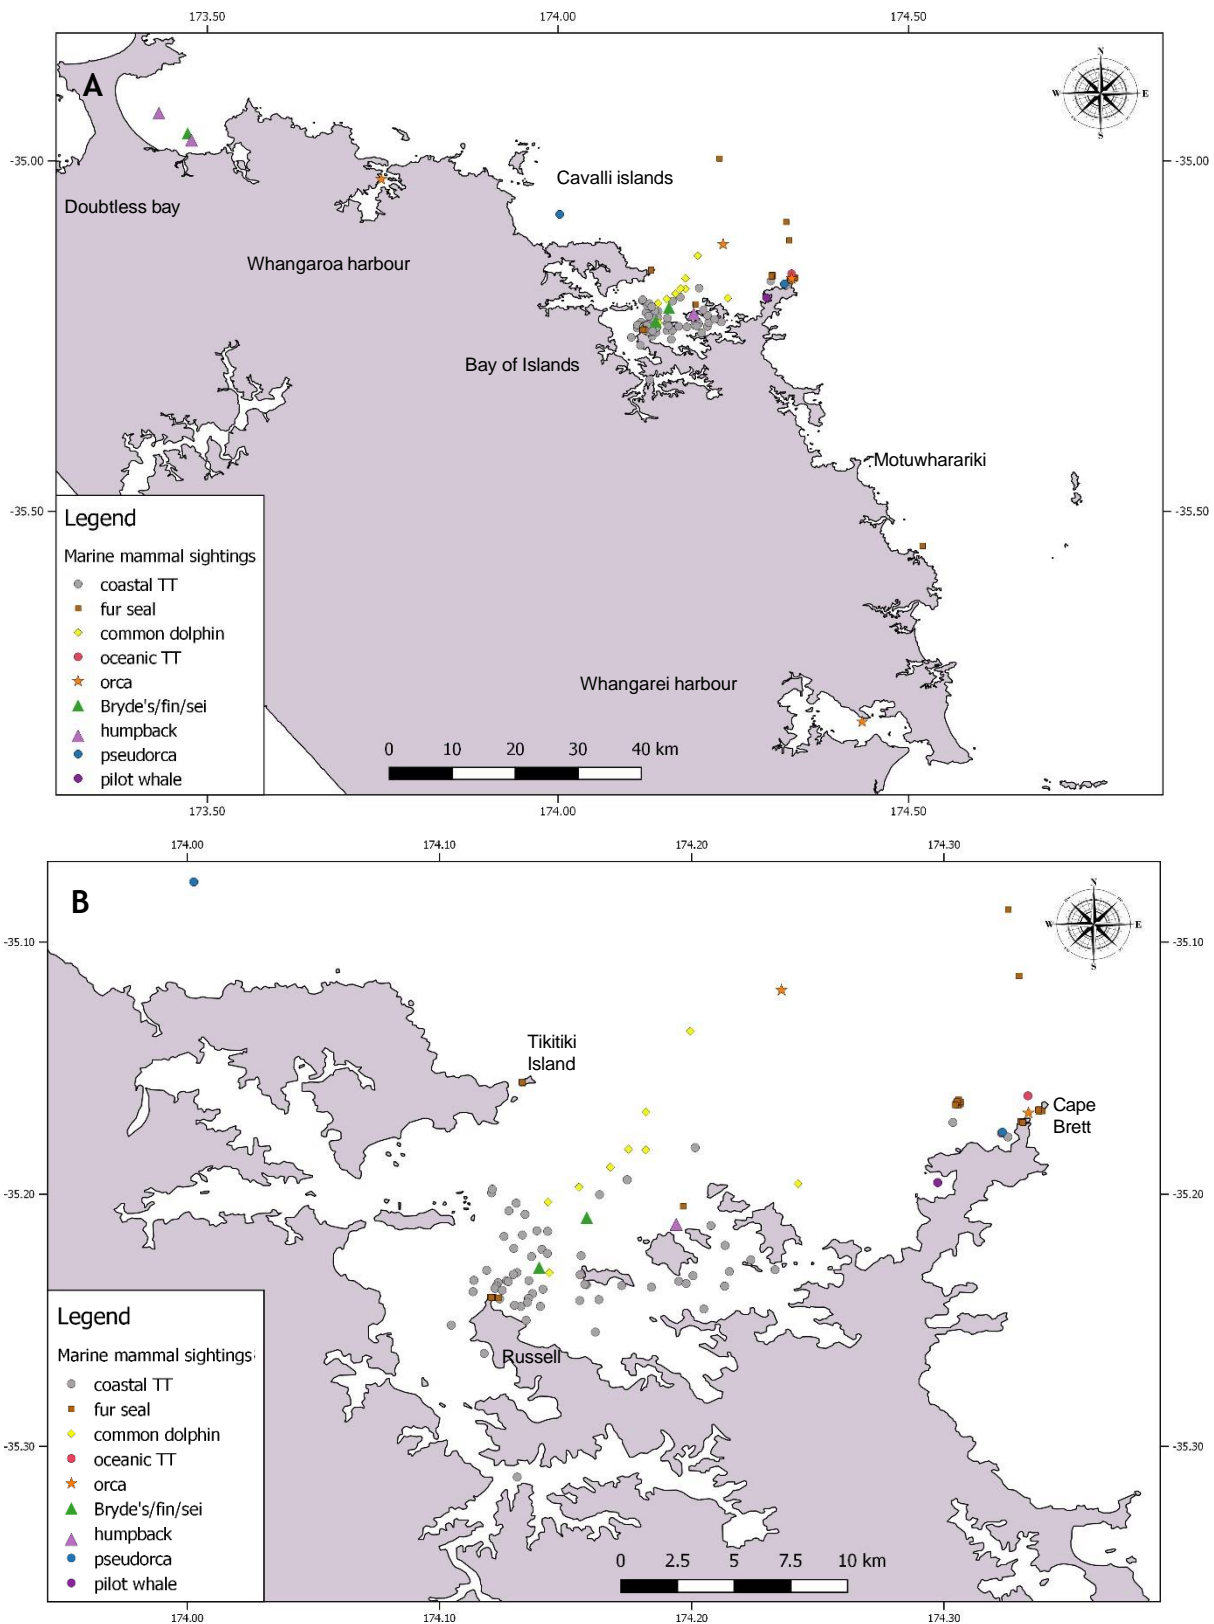 173.50 174.00 174.50
A
N
W E
S
-35.00 -35.00
Cavalli islands
Doubtless bay
Whangaroa harbour
Bay of Islands
Motuwharariki
-35.50 -35.50
Legend
Marine mammal sightings
coastal TT
fur seal
common dolphin
oceanic TT
orca
Bryde's/fin/sei
humpback
pseudorca
pilot whale
Whangarei harbour
0 10 20 30 40 km
173.50 174.00 174.50
174.00 174.10 174.20 174.30
B
N
W E
S
-35.10 -35.10
Tikitiki
Island
Cape
Brett
-35.20 -35.20
Russell
Legend
Marine mammal sightings
coastal TT
fur seal
common dolphin
oceanic TT
orca
Bryde's/fin/sei
humpback
pseudorca
pilot whale
-35.30 -35.30
0 2.5 5 7.5 10 km
174.00 174.10 174.20 174.30